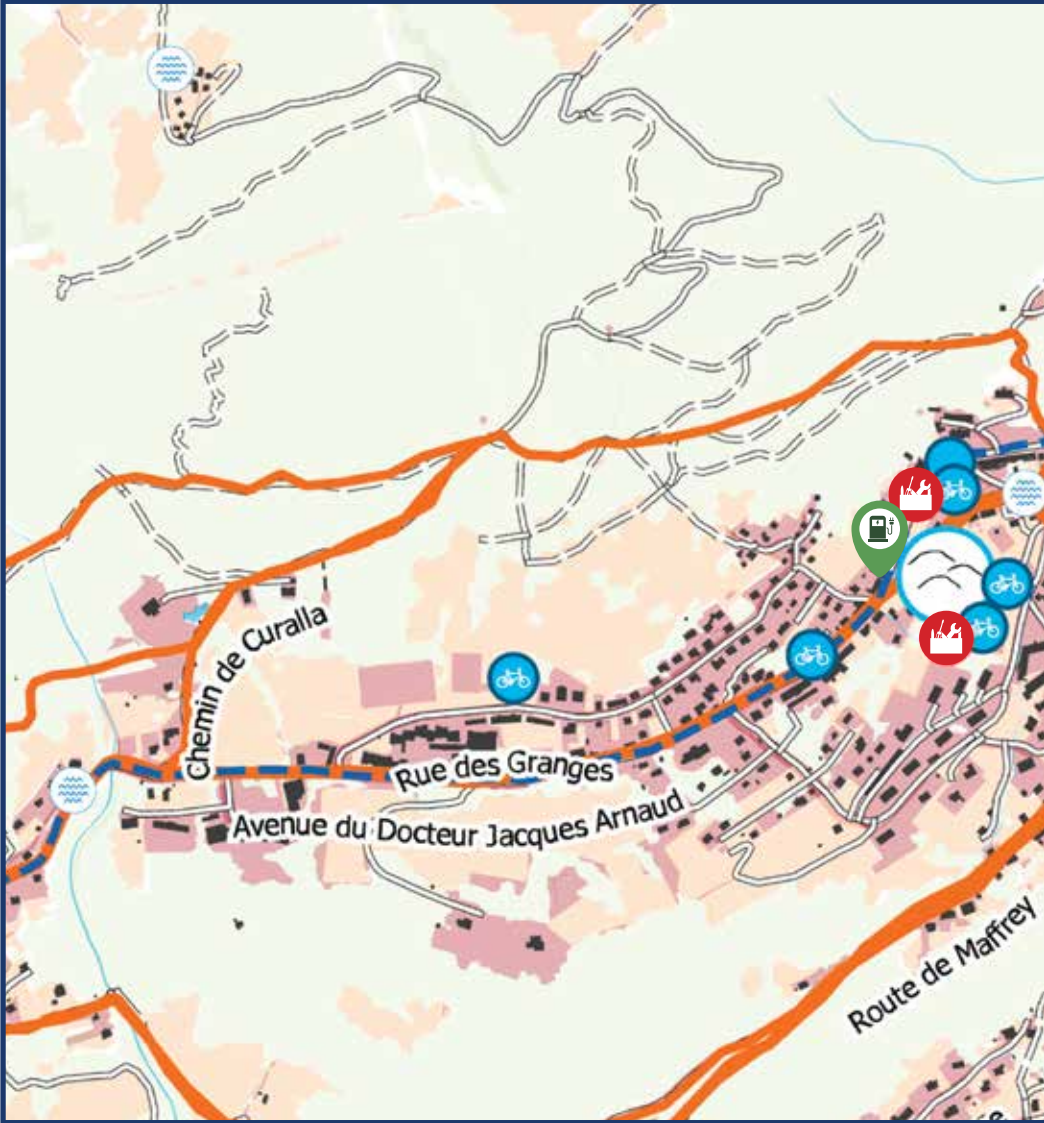 Chemin de Curalla
Rue des Granges
Avenue du Docteur Jacques Arnaud
Route de Maffrey